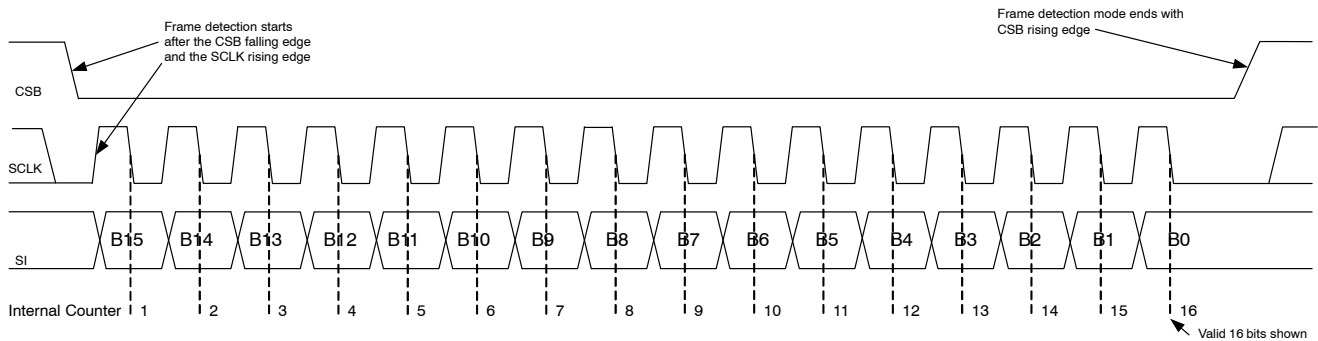 Frame detection starts
after the CSB falling edge
and the SCLK rising edge
Frame detection mode ends with
CSB rising edge
CSB
SCLK
SI
B15 B14 B13 B12 B11 B10 B9 B8 B7 B6 B5 B4 B3 B2 B1 B0
Internal Counter 1 2 3 4 5 6 7 8 9 10 11 12 13 14 15 16
Valid 16 bits shown